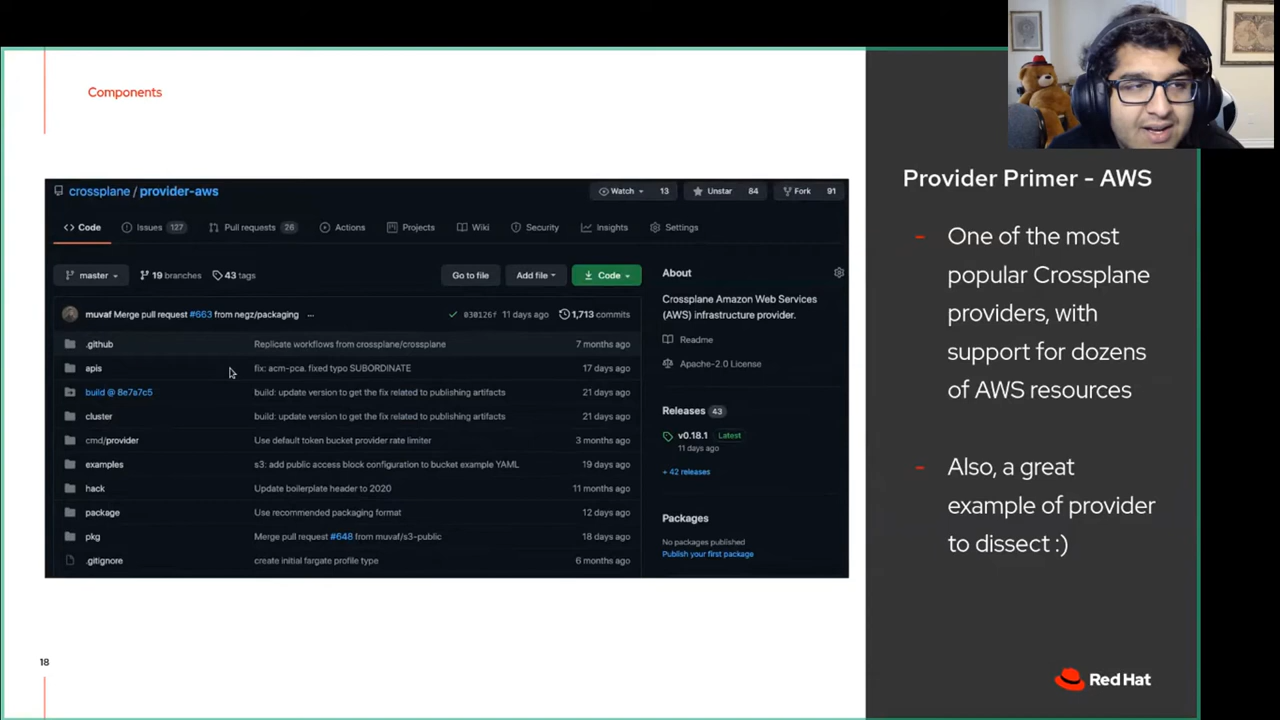 Components
crossplane / provider-aws
Watch 13 Unstar 84 Fork 91
Code Issues 127 Pull requests 26 Actions Projects Wiki Security Insights Settings
master 19 branches 43 tags Go to file Add file Code
muvaf Merge pull request #663 from negz/packaging ... 030126f 11 days ago 1,713 commits
.github Replicate workflows from crossplane/crossplane 7 months ago
apis fix: acm-pca. fixed typo SUBORDINATE 17 days ago
build @ 8e7a7c5 build: update version to get the fix related to publishing artifacts 21 days ago
cluster build: update version to get the fix related to publishing artifacts 21 days ago
cmd/provider Use default token bucket provider rate limiter 3 months ago
examples s3: add public access block configuration to bucket example YAML 19 days ago
hack Update boilerplate header to 2020 11 months ago
package Use recommended packaging format 12 days ago
pkg Merge pull request #648 from muvaf/s3-public 18 days ago
.gitignore create initial fargate profile type 6 months ago
About
Crossplane Amazon Web Services
(AWS) infrastructure provider.
Readme
Apache-2.0 License
Releases 43
v0.18.1 Latest
11 days ago
+ 42 releases
Packages
No packages published
Publish your first package
Provider Primer - AWS
- One of the most
popular Crossplane
providers, with
support for dozens
of AWS resources
- Also, a great
example of provider
to dissect :)
18
Red Hat